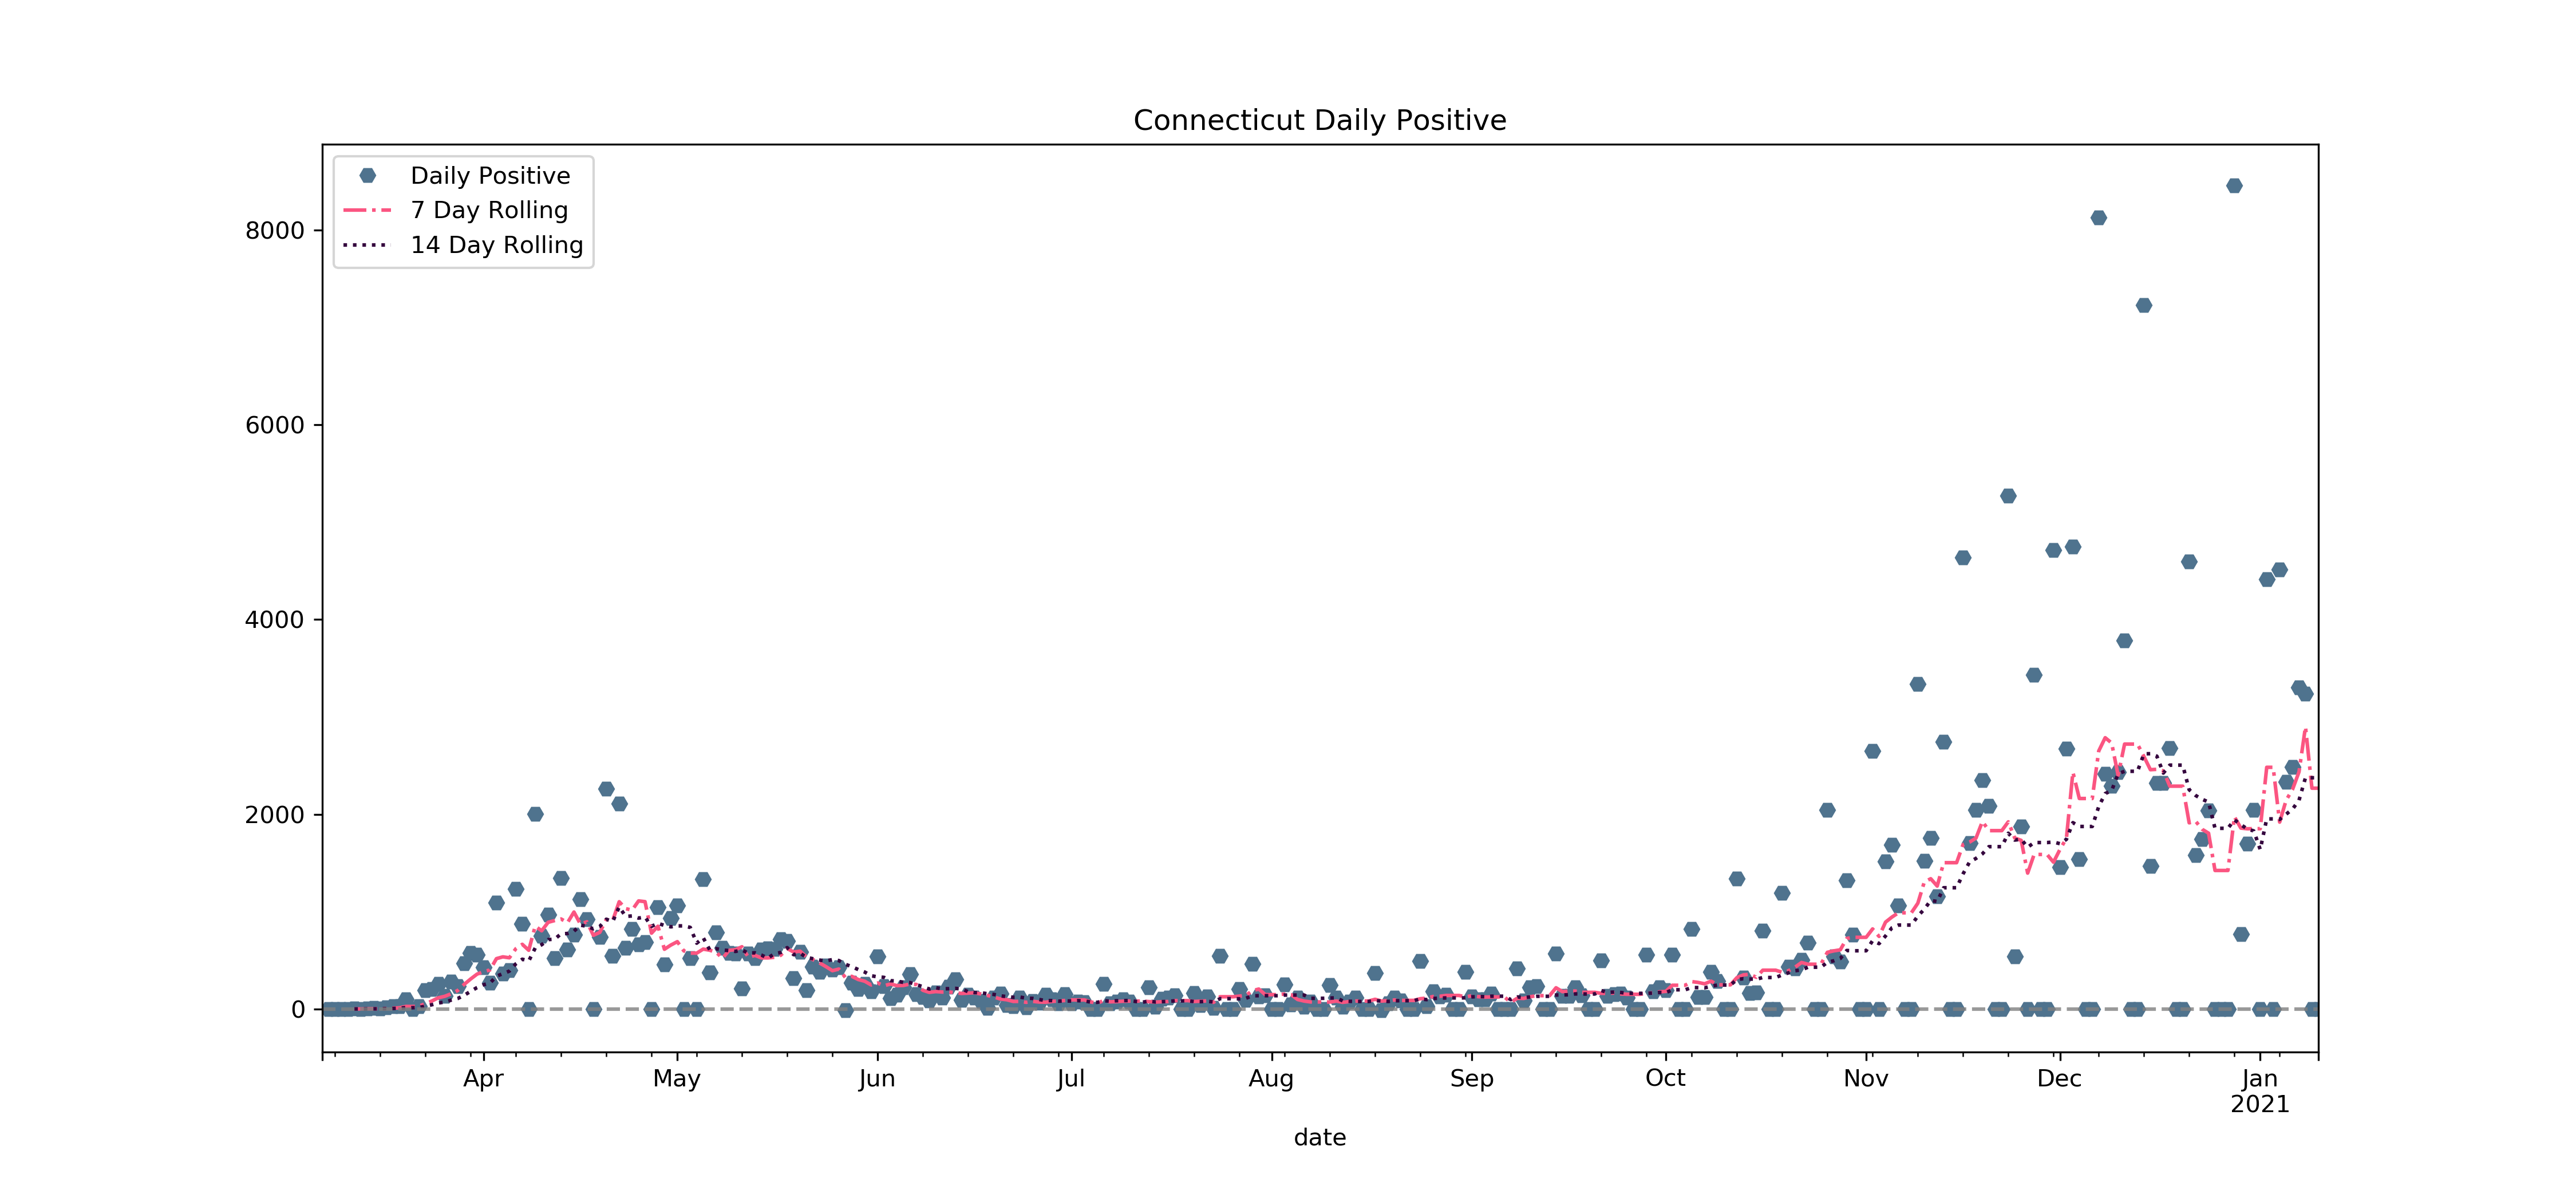 Connecticut Daily Positive
Daily Positive
7 Day Rolling
14 Day Rolling
8000
6000
4000
2000
0
Apr May Jun Jul Aug Sep Oct Nov Dec Jan
2021
date